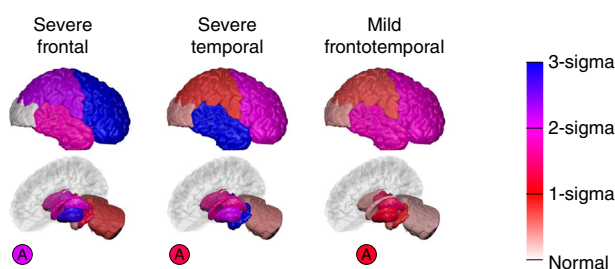 Severe
frontal
Severe
temporal
Mild
frontotemporal
3-sigma
2-sigma
1-sigma
Normal
A
A
A